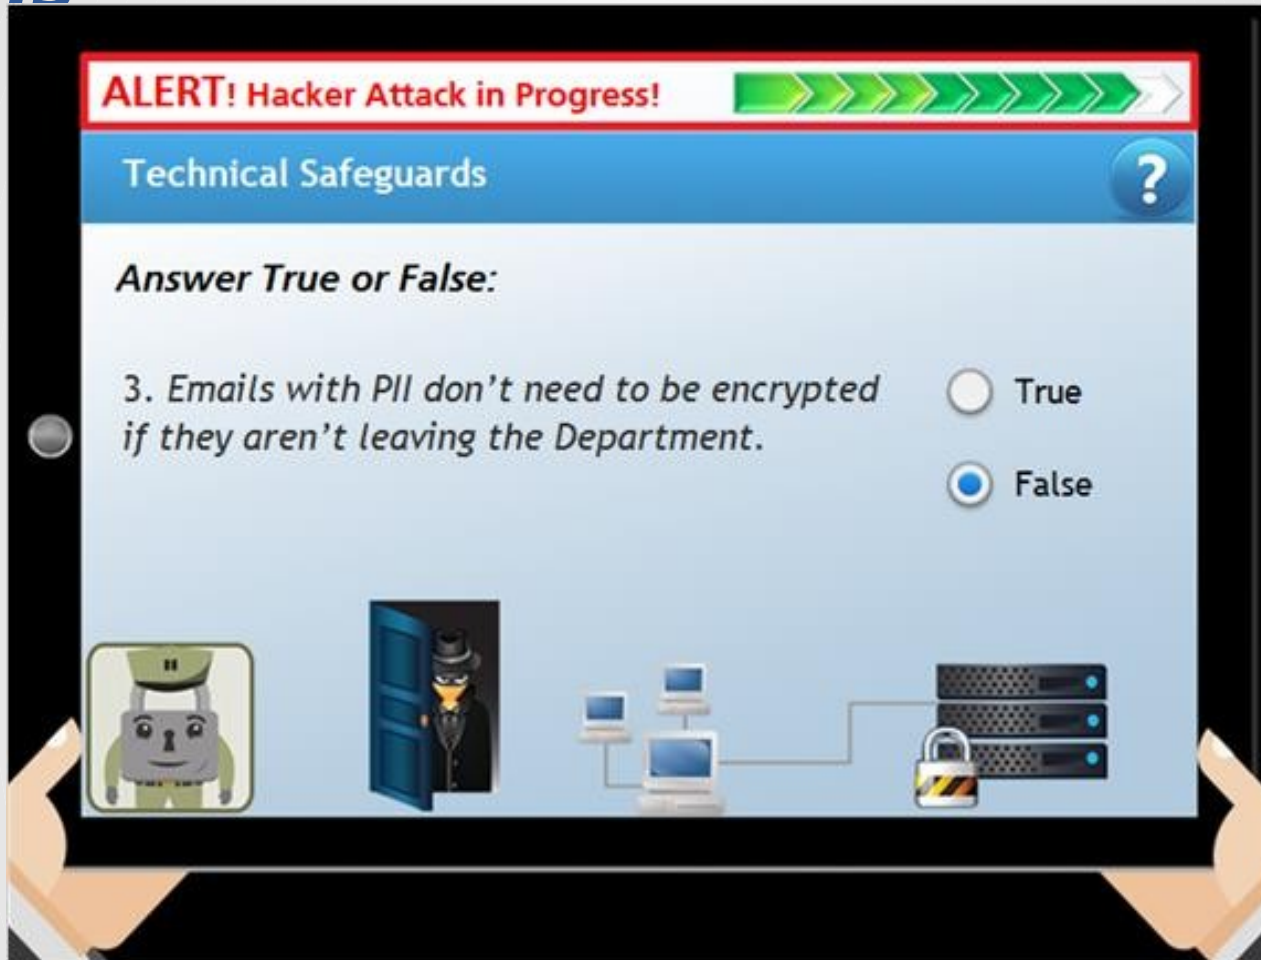 ALERT! Hacker Attack in Progress!
Technical Safeguards
?
Answer True or False:
3. Emails with PII don't need to be encrypted
if they aren't leaving the Department.
True
False